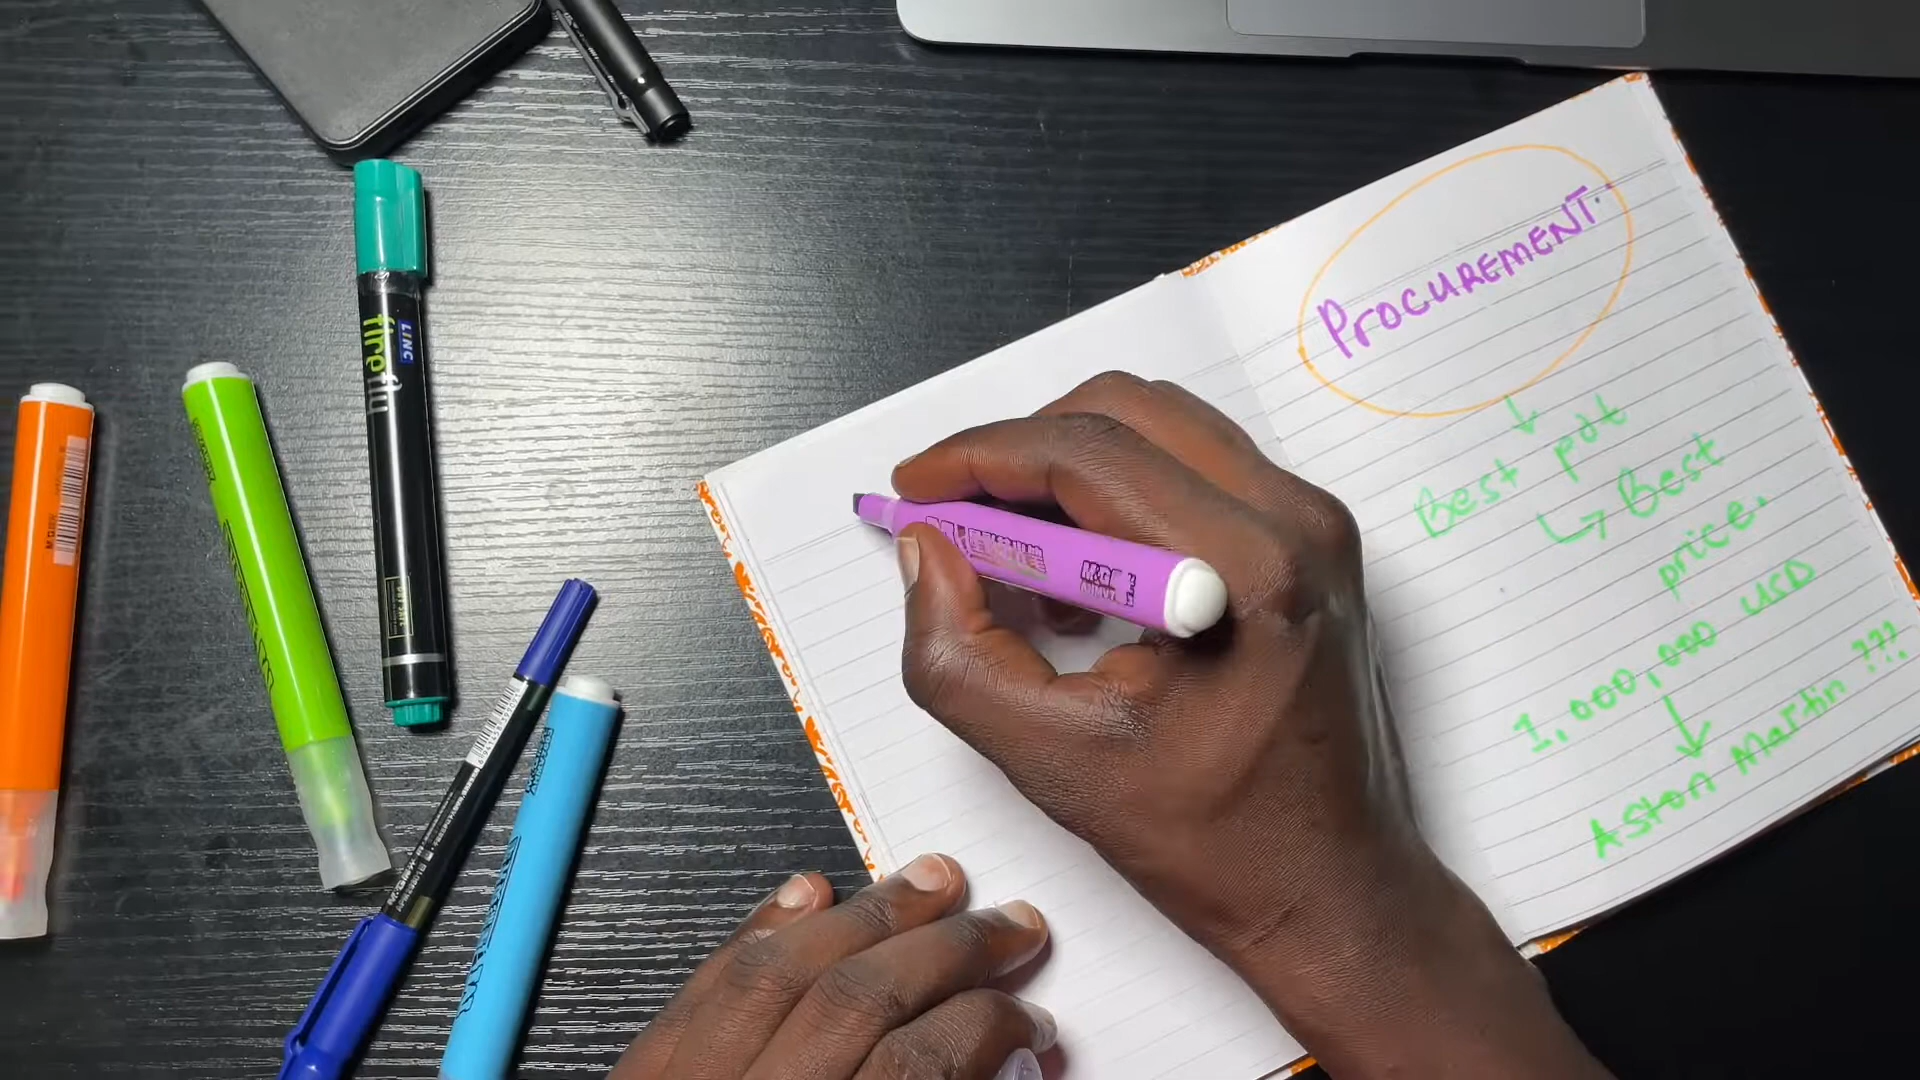 PrOCUREMENT.
Best pdt
Best
price.
1,000,000 USD
Aston Martin ???
LINC
firefly
M&G